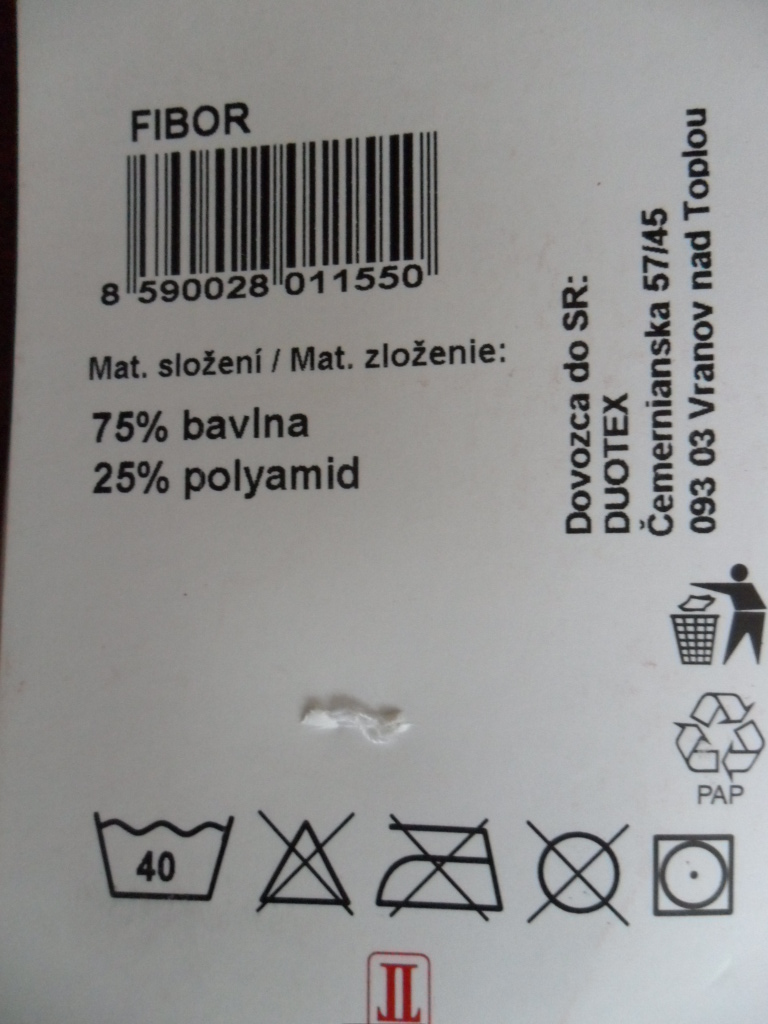 FIBOR
8 590028 011550
Mat. složení / Mat. zloženie:
75% bavlna
25% polyamid
Dovozca do SR:
DUOTEX
Čemernianska 57/45
093 03 Vranov nad Toplou
PAP
40